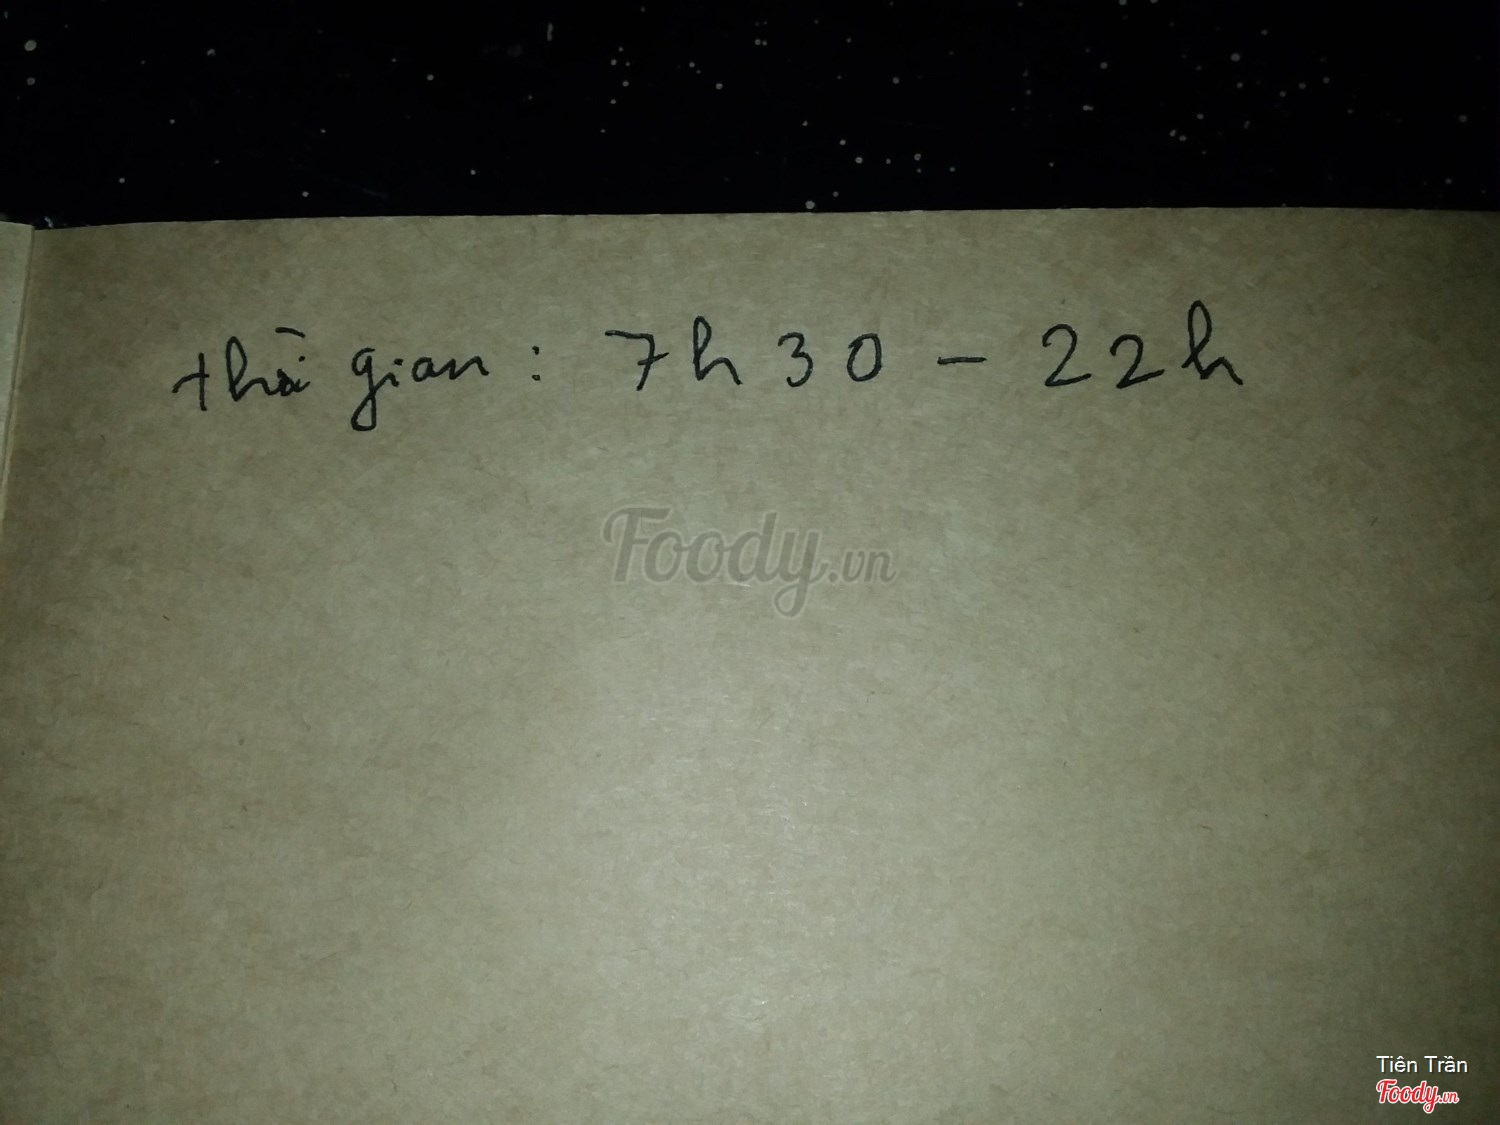 thời gian : 7h30 - 22h
Foody.vn
Tiên Trần
Foody.vn